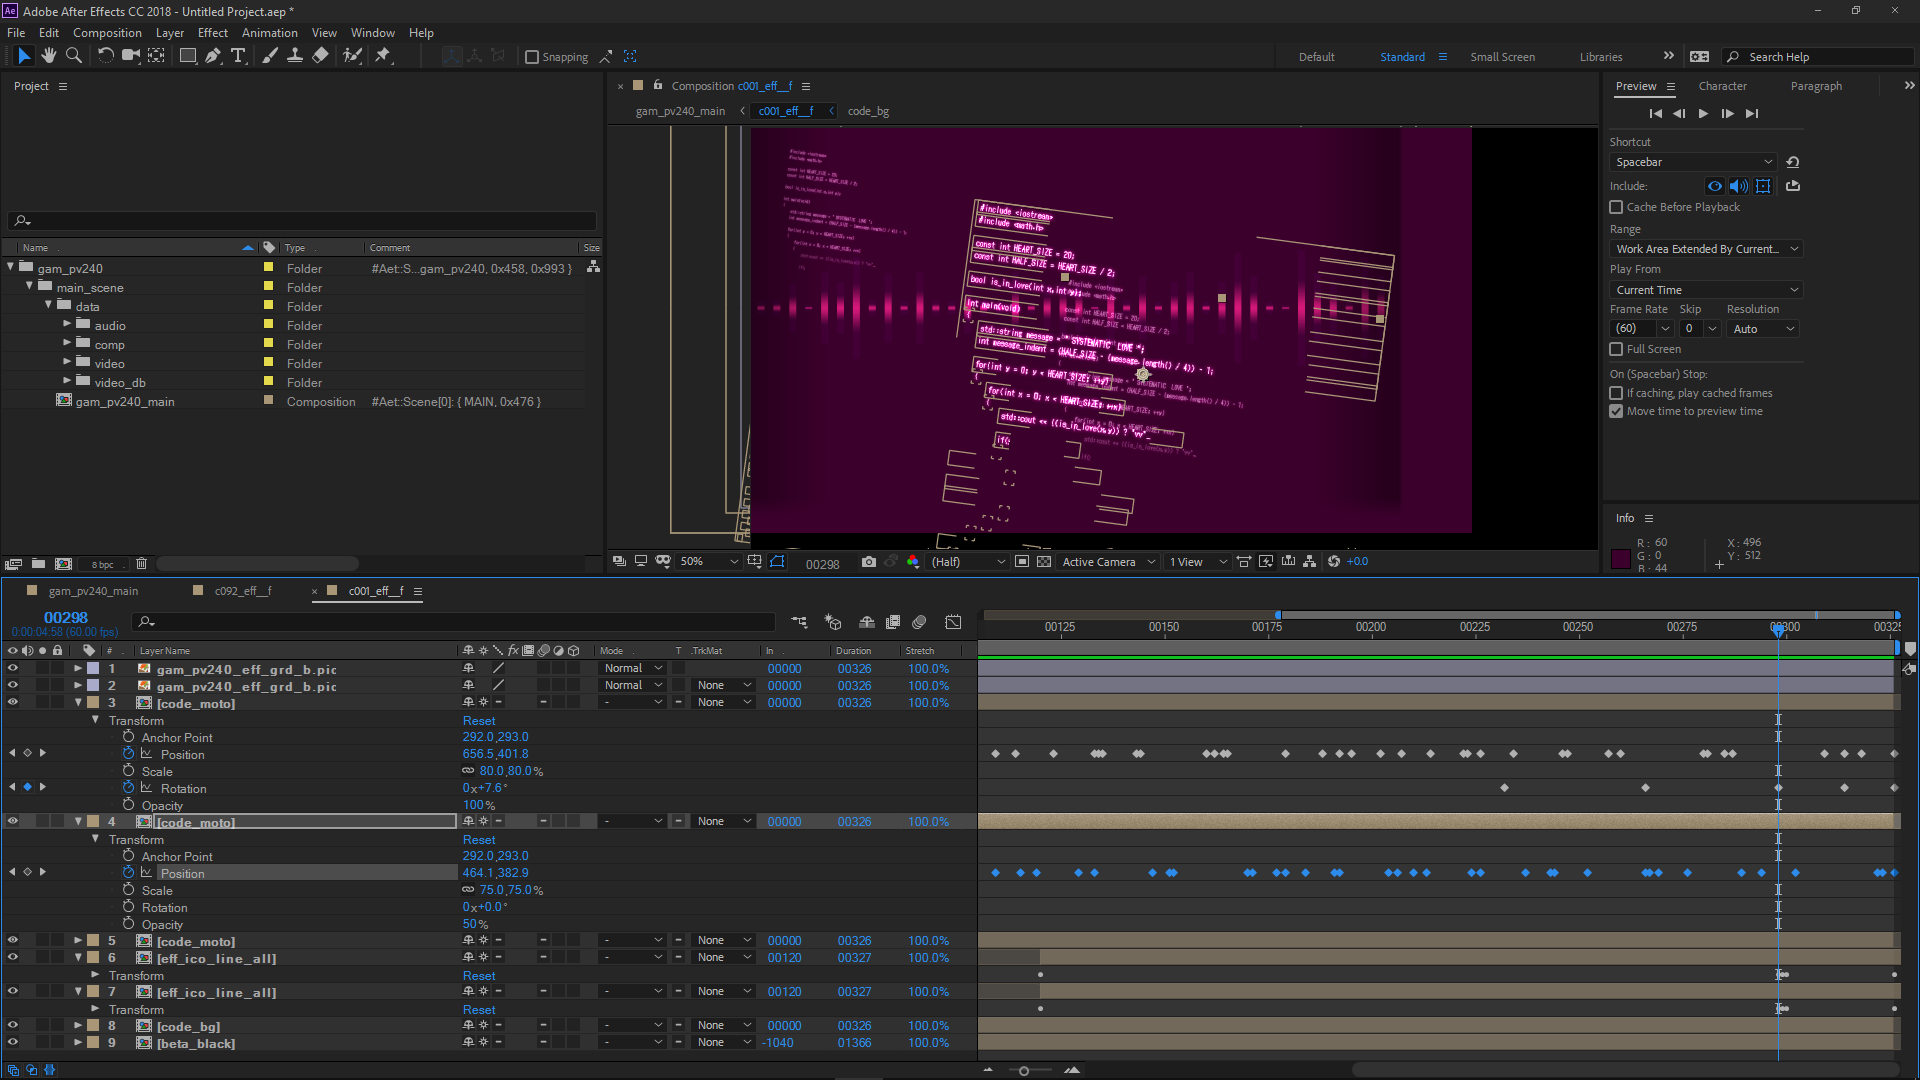 Ae Adobe After Effects CC 2018 - Untitled Project.aep *
File Edit Composition Layer Effect Animation View Window Help
Snapping
Default Standard Small Screen Libraries Search Help
Project
Name Type Comment Size
gam_pv240 Folder #Aet::S...gam_pv240, 0x458, 0x993 }
main_scene Folder
data Folder
audio Folder
comp Folder
video Folder
video_db Folder
gam_pv240_main Composition #Aet::Scene[0]: { MAIN, 0x476 }
8 bpc
Composition c001_eff__f
gam_pv240_main c001_eff__f code_bg
#include <iostream>
#include <math.h>
const int HEART_SIZE = 20;
const int HALF_SIZE = HEART_SIZE / 2;
bool is_in_love(int x, int y);
int main(void)
{
std::string message = " SYSTEMATIC LOVE ";
int message_indent = (HALF_SIZE - (message.length() / 4)) - 1;
for(int y = 0; y < HEART_SIZE; ++y)
{
for(int x = 0; x < HEART_SIZE; ++x)
{
std::cout << ((is_in_love(x,y)) ? "vv"
if(
50% 00298 (Half) Active Camera 1 View +0.0
Preview Character Paragraph
Shortcut
Spacebar
Include:
Cache Before Playback
Range
Work Area Extended By Current...
Play From
Current Time
Frame Rate Skip Resolution
(60) 0 Auto
Full Screen
On (Spacebar) Stop:
If caching, play cached frames
Move time to preview time
Info
R : 60 X : 496
G : 0 Y : 512
B : 44
gam_pv240_main c092_eff__f c001_eff__f
00298
0:00:04:58 (60.00 fps)
00125 00150 00175 00200 00225 00250 00275 00300 00325
# Layer Name Mode T .TrkMat In Duration Stretch
1 gam_pv240_eff_grd_b.pic Normal 00000 00326 100.0%
2 gam_pv240_eff_grd_b.pic Normal None 00000 00326 100.0%
3 [code_moto] - None 00000 00326 100.0%
Transform Reset
Anchor Point 292.0,293.0
Position 656.5,401.8
Scale 80.0,80.0%
Rotation 0x+7.6°
Opacity 100%
4 [code_moto] - None 00000 00326 100.0%
Transform Reset
Anchor Point 292.0,293.0
Position 464.1,382.9
Scale 75.0,75.0%
Rotation 0x+0.0°
Opacity 50%
5 [code_moto] - None 00000 00326 100.0%
6 [eff_ico_line_all] - None 00120 00327 100.0%
Transform Reset
7 [eff_ico_line_all] - None 00120 00327 100.0%
Transform Reset
8 [code_bg] - None 00000 00326 100.0%
9 [beta_black] - None -1040 01366 100.0%